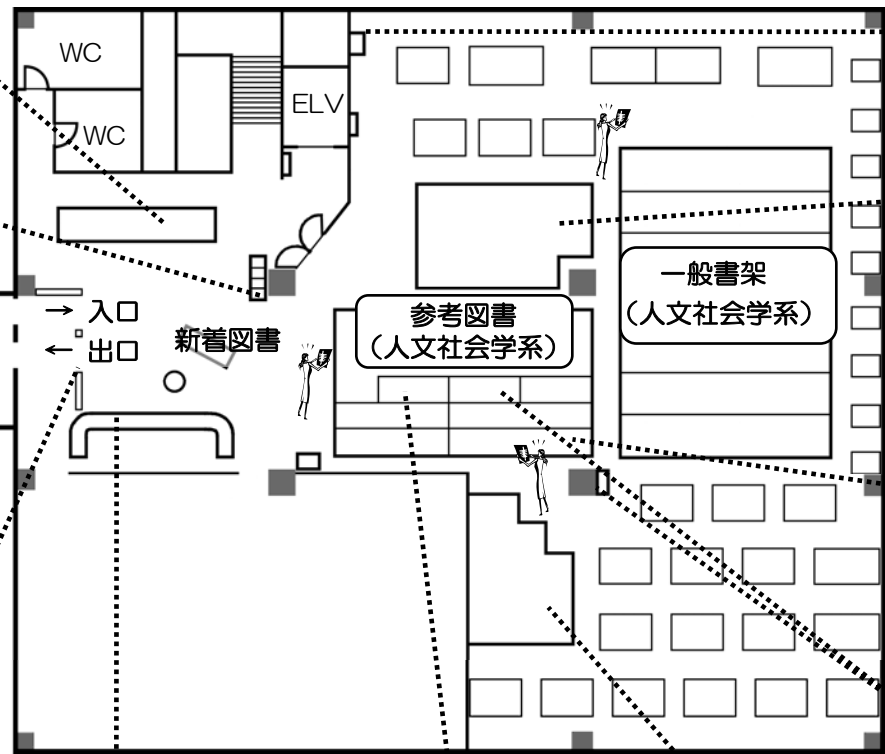 WC
ELV
WC
一般書架
（人文社会学系）
→ 入口
参考図書
（人文社会学系）
新着図書
← 出口